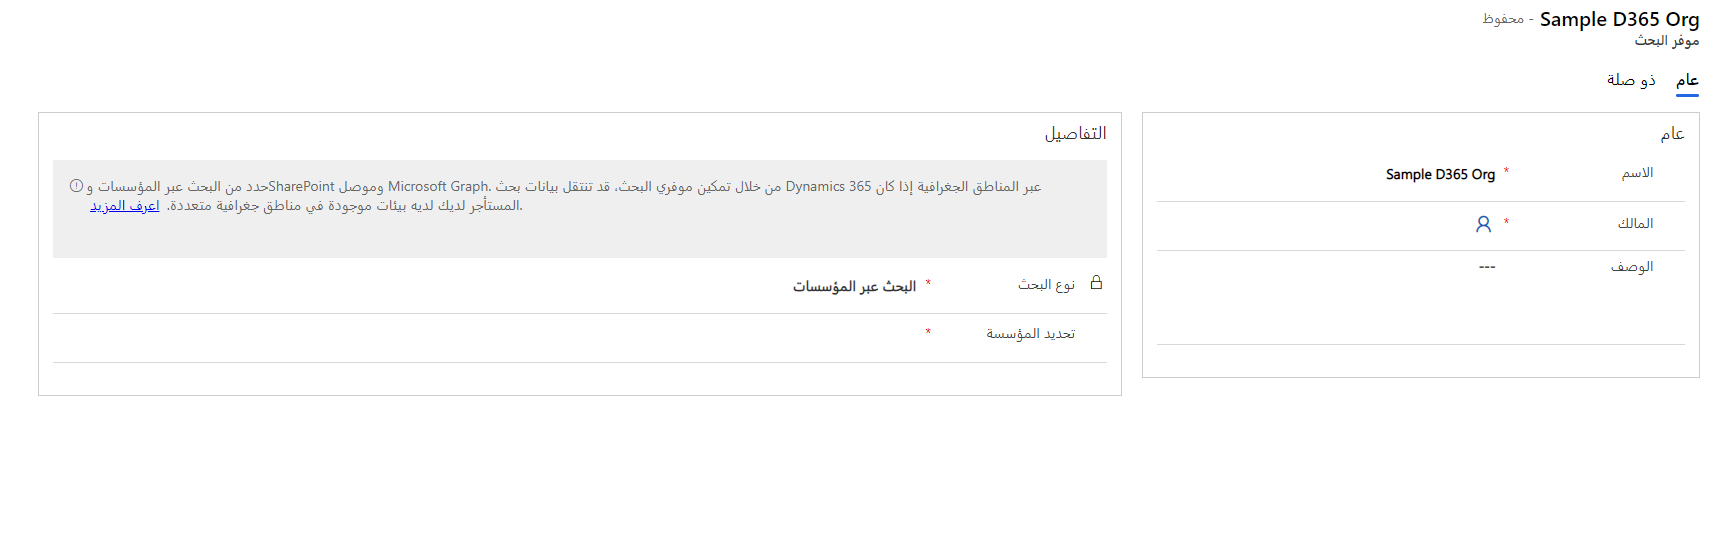 Sample D365 Org - محفوظ
موفر البحث
عام
ذو صلة
عام
الاسم * Sample D365 Org
المالك *
الوصف ---
التفاصيل
عبر المناطق الجغرافية إذا كان Dynamics 365 من خلال تمكين موفري البحث، قد تنتقل بيانات بحث .Microsoft Graph وموصل SharePointحدد من البحث عبر المؤسسات و
.المستأجر لديك لديه بيئات موجودة في مناطق جغرافية متعددة. اعرف المزيد
نوع البحث * البحث عبر المؤسسات
تحديد المؤسسة *